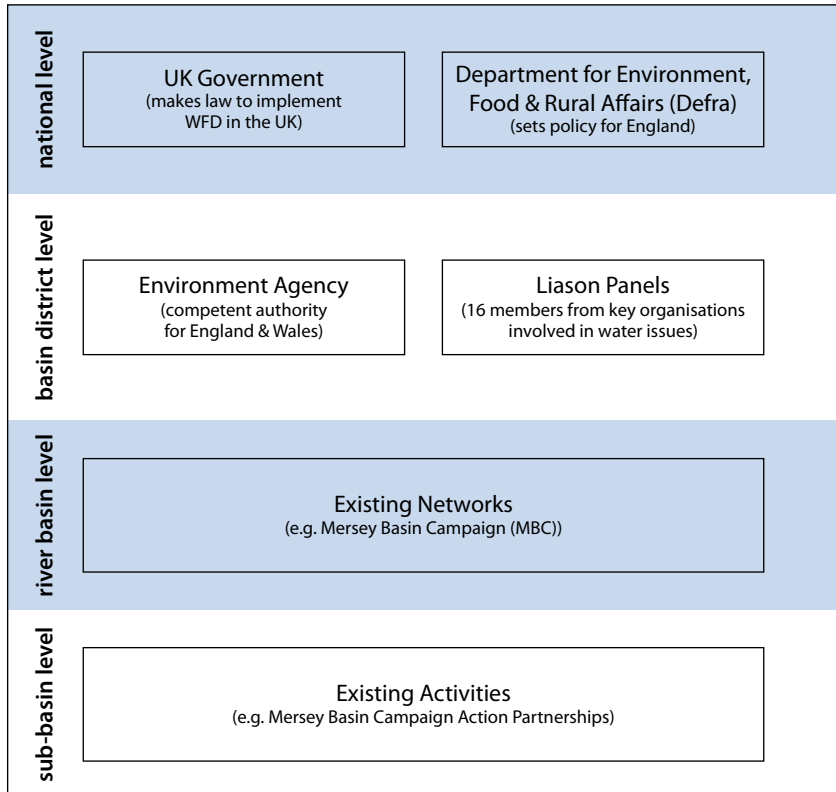 national level
UK Government
(makes law to implement
WFD in the UK)
Department for Environment,
Food & Rural Affairs (Defra)
(sets policy for England)
basin district level
Environment Agency
(competent authority
for England & Wales)
Liason Panels
(16 members from key organisations
involved in water issues)
river basin level
Existing Networks
(e.g. Mersey Basin Campaign (MBC))
sub-basin level
Existing Activities
(e.g. Mersey Basin Campaign Action Partnerships)